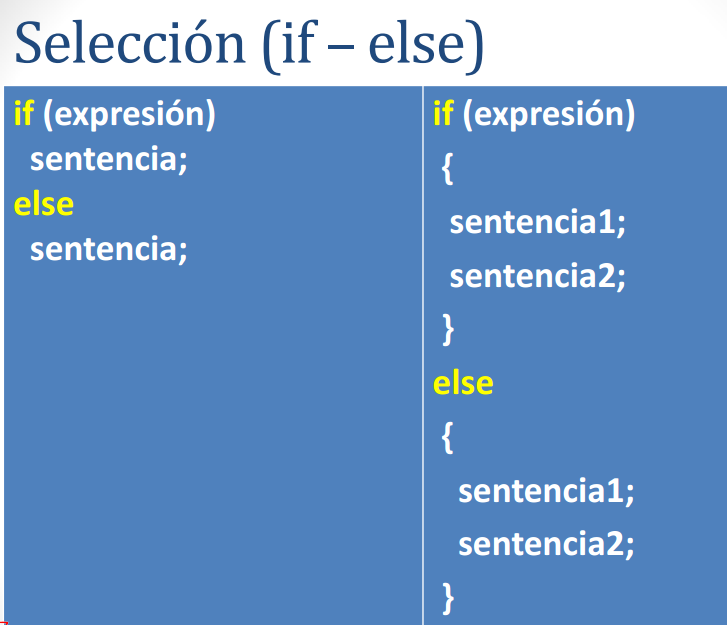 Selección (if – else)
if (expresión)
sentencia;
else
sentencia;
if (expresión)
{
sentencia1;
sentencia2;
}
else
{
sentencia1;
sentencia2;
}